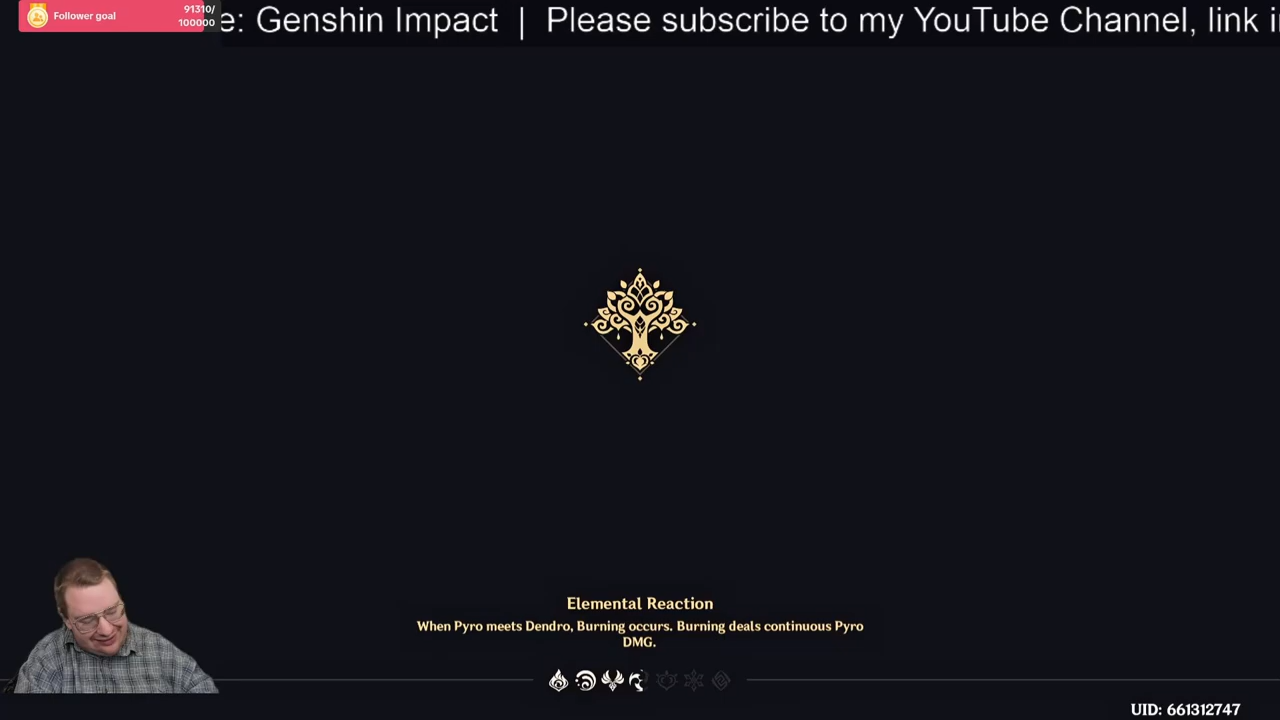 Follower goal
91310/
100000
e: Genshin Impact | Please subscribe to my YouTube Channel, link i
Elemental Reaction
When Pyro meets Dendro, Burning occurs. Burning deals continuous Pyro
DMG.
UID: 661312747